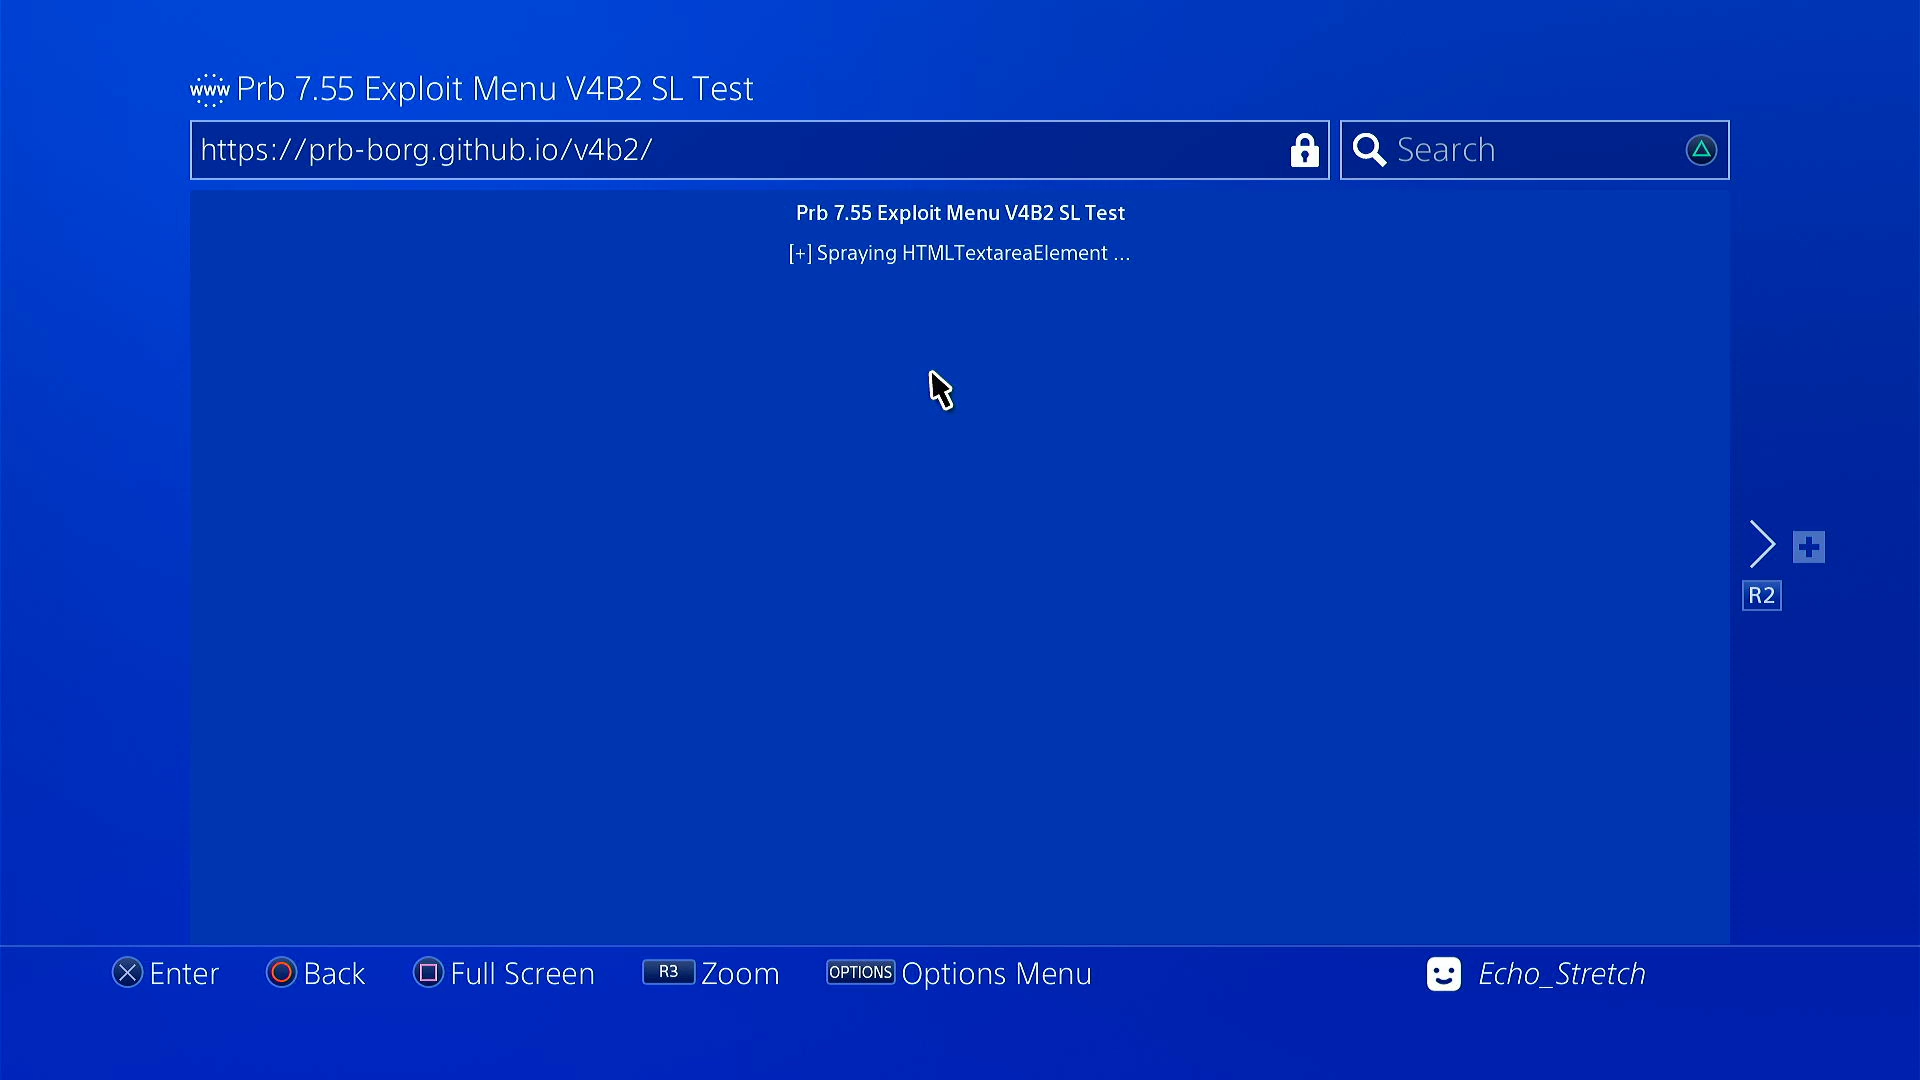 www Prb 7.55 Exploit Menu V4B2 SL Test
https://prb-borg.github.io/v4b2/ Search
Prb 7.55 Exploit Menu V4B2 SL Test
[+] Spraying HTMLTextareaElement ...
R2
Enter Back Full Screen R3 Zoom OPTIONS Options Menu Echo_Stretch